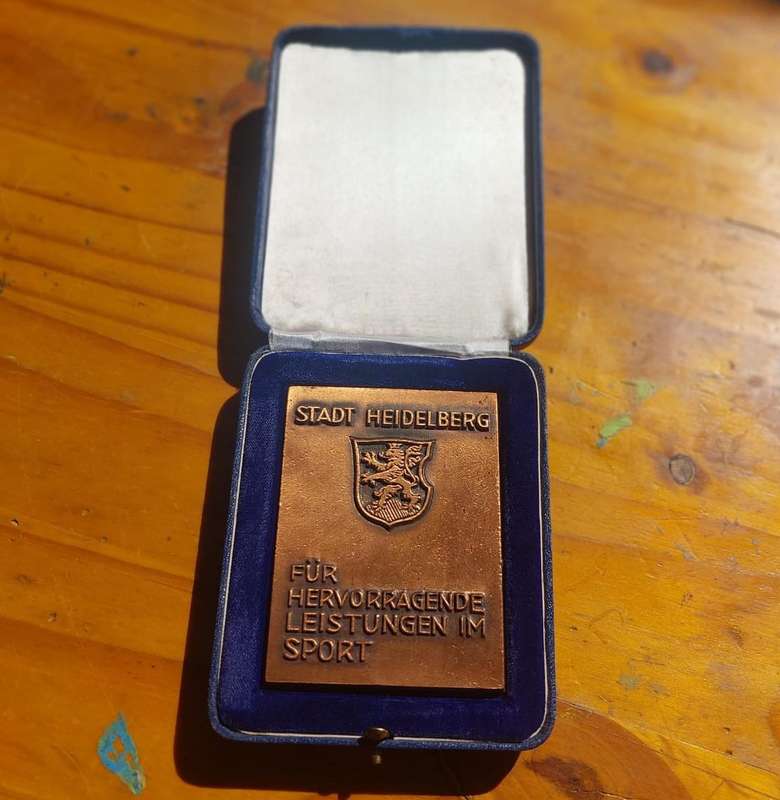 STADT HEIDELBERG
FÜR
HERVORRAGENDE
LEISTUNGEN IM
SPORT